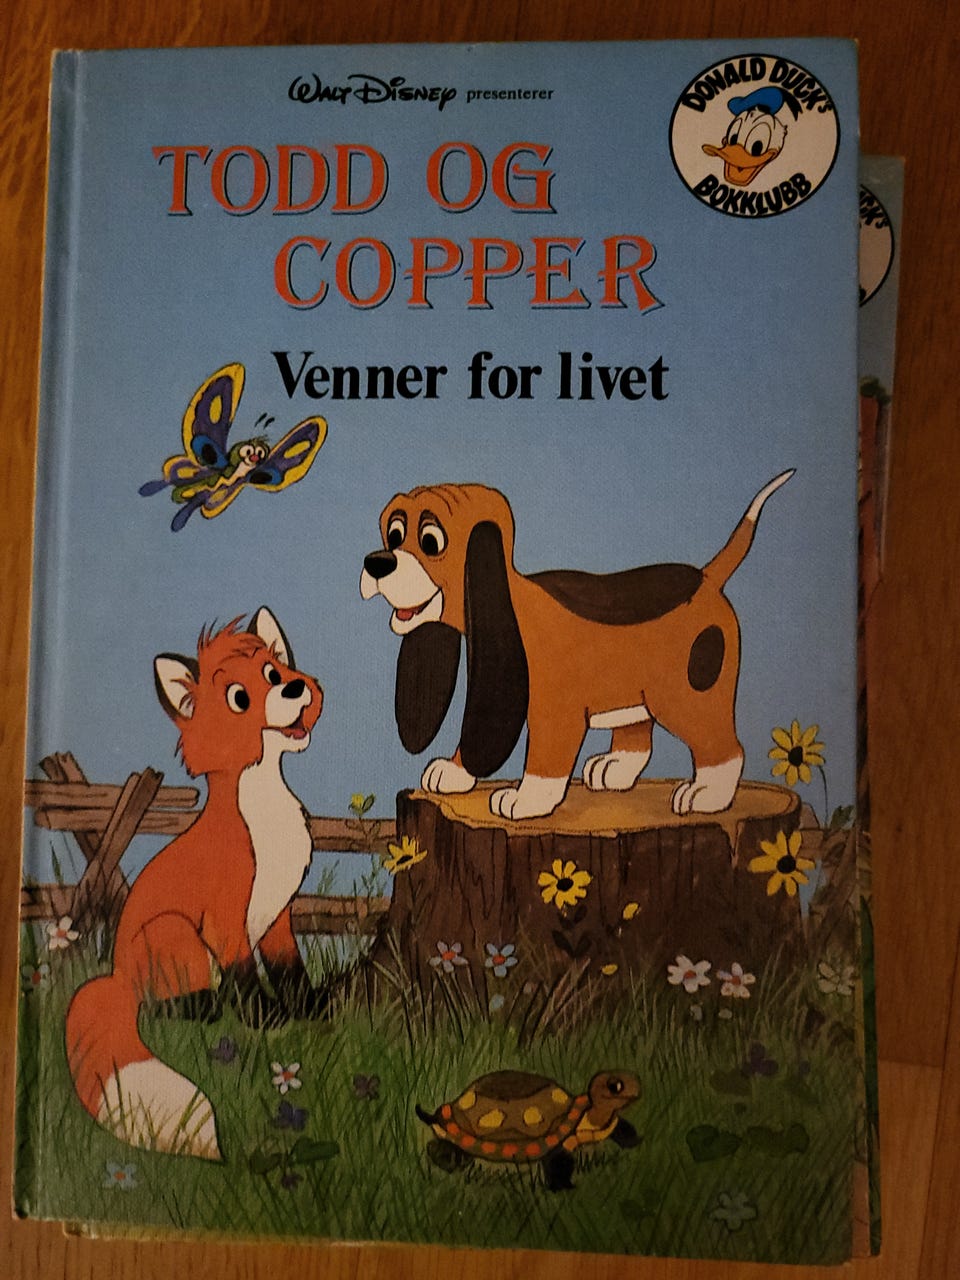 WALT DISNEY presenterer
DONALD DUCK's
BOKKLUBB
TODD OG
COPPER
Venner for livet